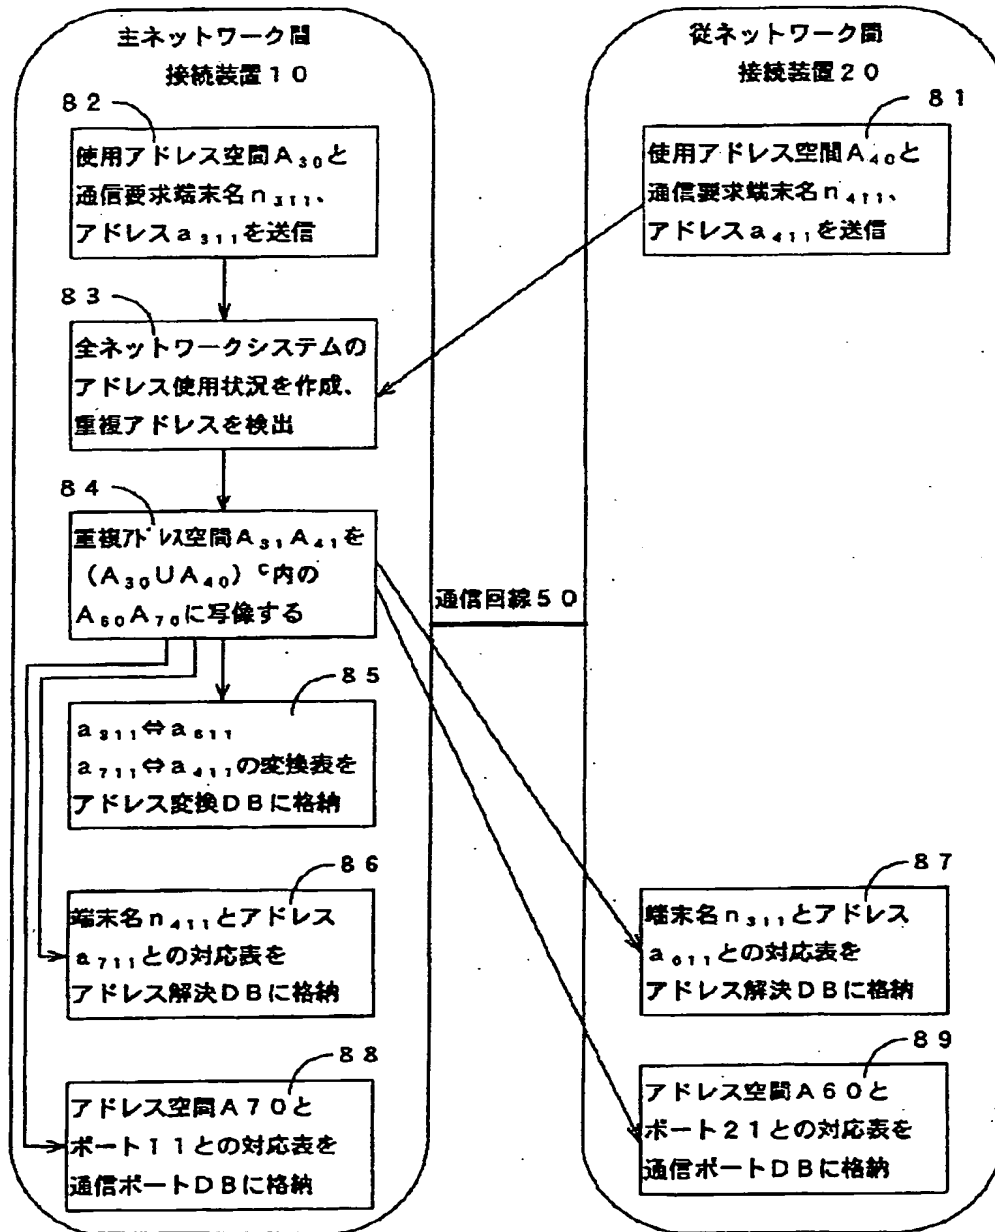 主ネットワーク間
接続装置10
82
使用アドレス空間A₃₀と
通信要求端末名n₃₁₁、
アドレスa₃₁₁を送信
83
全ネットワークシステムの
アドレス使用状況を作成、
重複アドレスを検出
84
重複アドレス空間A₃₁A₄₁を
(A₃₀∪A₄₀)ᶜ内の
A₆₀A₇₀に写像する
85
a₃₁₁⇔a₆₁₁
a₇₁₁⇔a₄₁₁の変換表を
アドレス変換DBに格納
86
端末名n₄₁₁とアドレス
a₇₁₁との対応表を
アドレス解決DBに格納
88
アドレス空間A70と
ポート11との対応表を
通信ポートDBに格納
通信回線50
従ネットワーク間
接続装置20
81
使用アドレス空間A₄₀と
通信要求端末名n₄₁₁、
アドレスa₄₁₁を送信
87
端末名n₃₁₁とアドレス
a₆₁₁との対応表を
アドレス解決DBに格納
89
アドレス空間A60と
ポート21との対応表を
通信ポートDBに格納